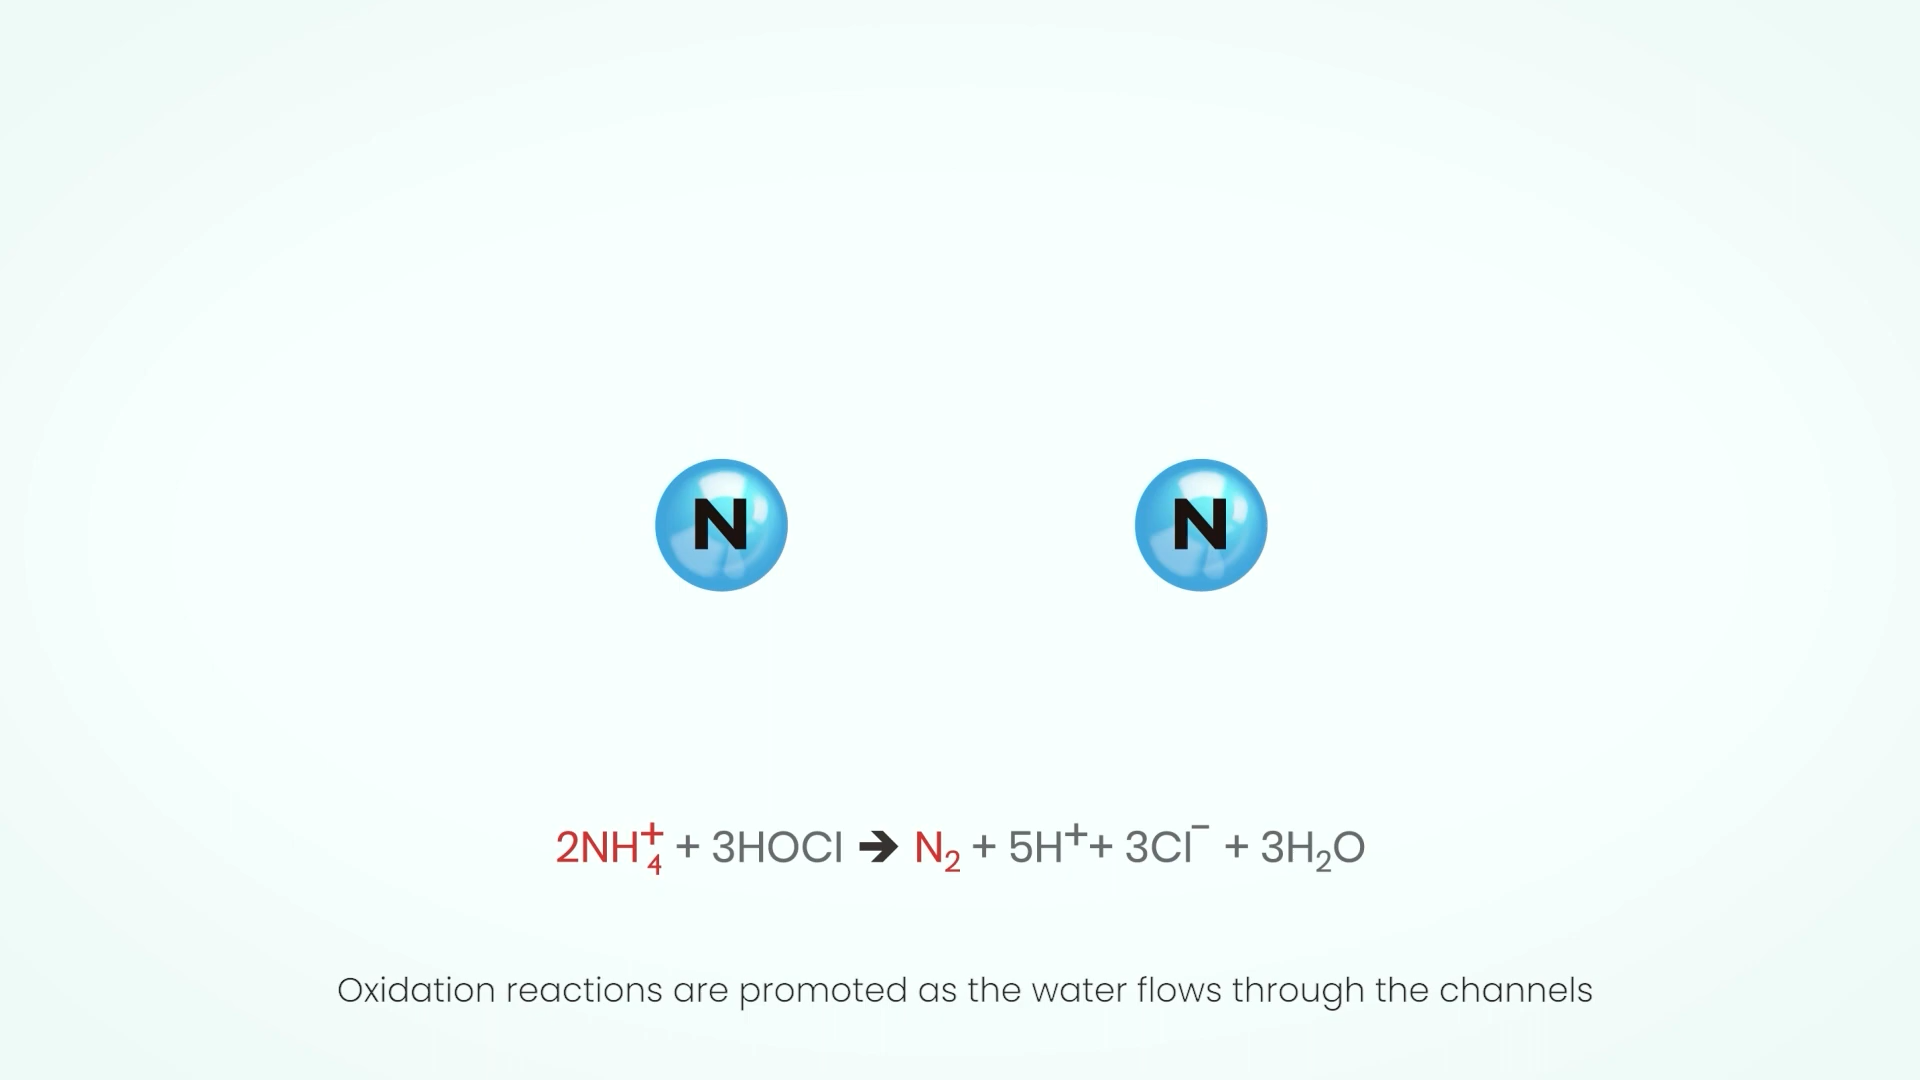 N N
2NH₄⁺ + 3HOCl ➔ N₂ + 5H⁺+ 3Cl⁻ + 3H₂O
Oxidation reactions are promoted as the water flows through the channels